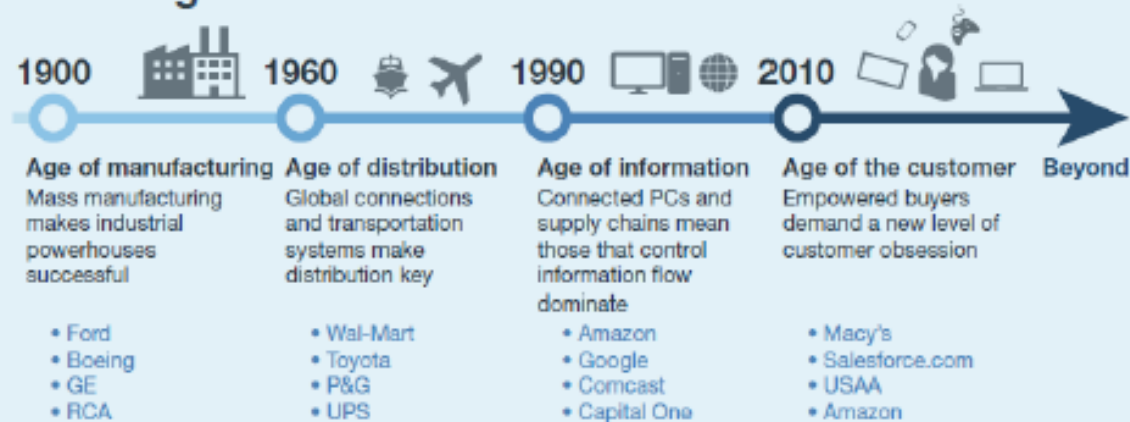 1900
1960
1990
2010
Age of manufacturing
Mass manufacturing
makes industrial
powerhouses
successful
• Ford
• Boeing
• GE
• RCA
Age of distribution
Global connections
and transportation
systems make
distribution key
• Wal-Mart
• Toyota
• P&G
• UPS
Age of information
Connected PCs and
supply chains mean
those that control
information flow
dominate
• Amazon
• Google
• Comcast
• Capital One
Age of the customer
Empowered buyers
demand a new level of
customer obsession
• Macy's
• Salesforce.com
• USAA
• Amazon
Beyond